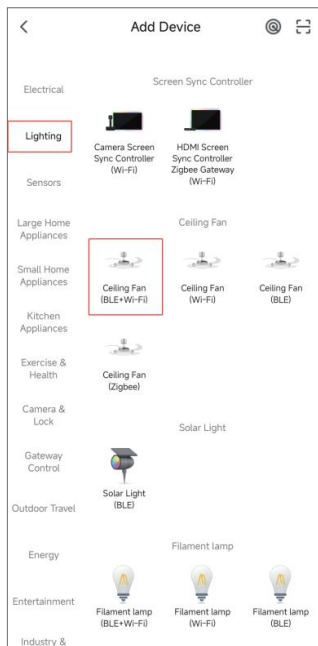 Add Device
Electrical
Lighting
Sensors
Large Home
Appliances
Small Home
Appliances
Kitchen
Appliances
Exercise &
Health
Camera &
Lock
Gateway
Control
Outdoor Travel
Energy
Entertainment
Industry &
Screen Sync Controller
Camera Screen
Sync Controller
(Wi-Fi)
HDMI Screen
Sync Controller
Zigbee Gateway
(Wi-Fi)
Ceiling Fan
Ceiling Fan
(BLE+Wi-Fi)
Ceiling Fan
(Wi-Fi)
Ceiling Fan
(BLE)
Ceiling Fan
(Zigbee)
Solar Light
Solar Light
(BLE)
Filament lamp
Filament lamp
(BLE+Wi-Fi)
Filament lamp
(Wi-Fi)
Filament lamp
(BLE)